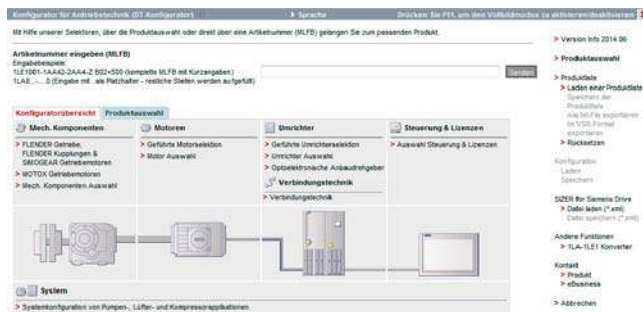 Konfigurator für Antriebstechnik (DT-Konfigurator)
Sprache
Drücken Sie F11, um den Vollbildmodus zu aktivieren/deaktivieren
Mit Hilfe unserer Selektoren, über die Produktauswahl oder direkt über eine Artikelnummer (MLFB) gelangen Sie zum passenden Produkt.
Artikelnummer eingeben (MLFB)
Eingabebeispiele:
1LE1001-1AA42-2AA4-Z B02+S00 (komplette MLFB mit Kurzangaben)
(Eingabe mit. als Platzhalter - restliche Stellen werden aufgefüllt)
Senden
Konfiguratorübersicht
Produktauswahl
Mech. Komponenten
FLENDER Getriebe,
FLENDER Kupplungen &
SIMOGEAR Getriebemotoren
MOTOX Getriebemotoren
Mech. Komponenten Auswahl
Motoren
Geführte Motorselektion
Motor Auswahl
Umrichter
Geführte Umrichterselektion
Umrichter Auswahl
Optoelektronische Anbaudrehgeber
Verbindungstechnik
Verbindungstechnik
Steuerung & Lizenzen
Auswahl Steuerung & Lizenzen
System
Systemkonfiguration von Pumpen-, Lüfter- und Kompressorapplikationen
Version Info 2014.06
Produktauswahl
Produktliste
Laden einer Produktliste
Speichern der
Produktliste
Als txt-File exportieren
Im VSR-Format
exportieren
Rücksetzen
Konfiguration
Laden
Speichern
SIZER for Siemens Drive
Datei laden (*.xml)
Datei speichern (*.xml)
Andere Funktionen
1LA-1LE1 Konverter
Kontakt
Produkt
eBusiness
Abbrechen